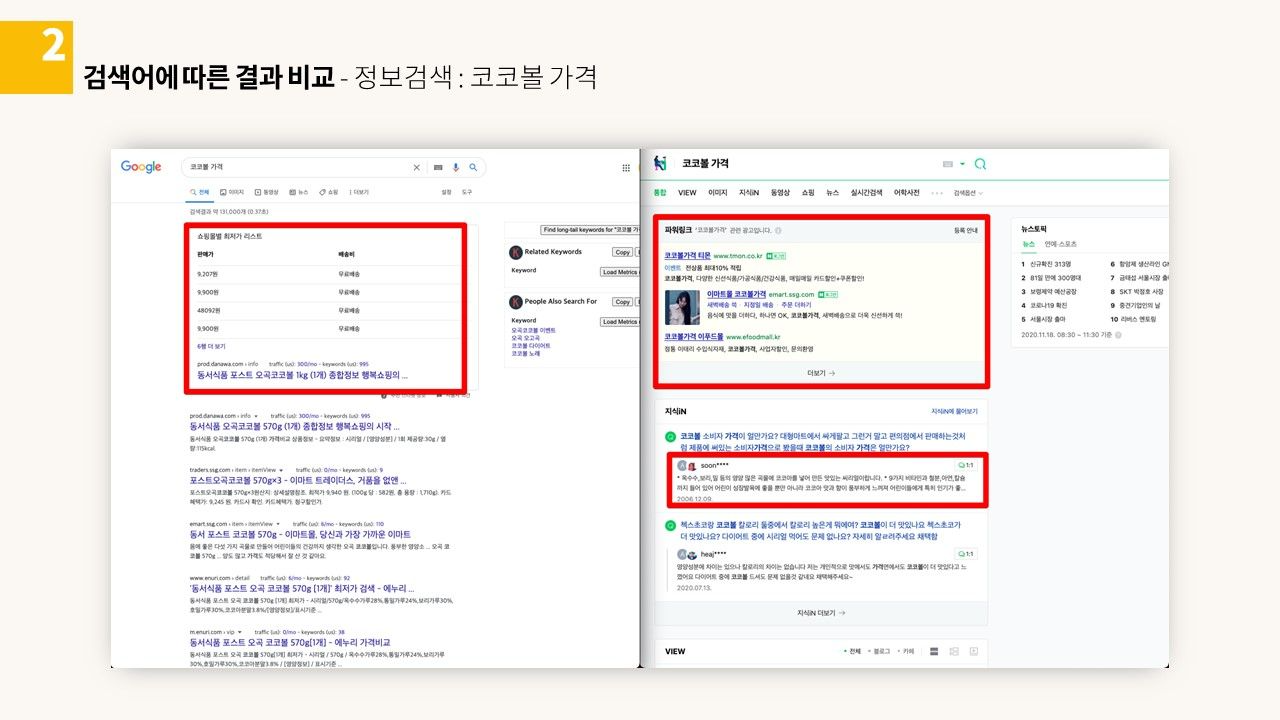 2
검색어에 따른 결과 비교 - 정보검색 : 코코볼 가격
Google
코코볼 가격
전체 이미지 동영상 뉴스 쇼핑 더보기 설정 도구
검색결과 약 131,000개 (0.37초)
쇼핑몰별 최저가 리스트
판매가 배송비
9,207원 무료배송
9,900원 무료배송
48092원 무료배송
9,900원 무료배송
6행 더 보기
prod.danawa.com › info traffic (us): 300/mo - keywords (us): 995
동서식품 포스트 오곡코코볼 1kg (1개) 종합정보 행복쇼핑의 ...
prod.danawa.com › info traffic (us): 300/mo - keywords (us): 995
동서식품 포스트 오곡코코볼 570g (1개) 종합정보 행복쇼핑의 시작 ...
동서식품 오곡코코볼 570g (1개) 가격비교 상품정보 - 요약정보 : 시리얼 / [영양성분] / 1회 제공량:30g / 열
량:115kcal.
traders.ssg.com › item › itemView traffic (us): 0/mo - keywords (us): 9
포스트오곡코코볼 570g×3 - 이마트 트레이더스, 거품을 없앤 ...
포스트오곡코코볼 570g×3원산지: 상세설명참조. 최저가 9,940 원. (100g 당 : 582원, 총 용량 : 1,710g). 카드
혜택가: 9,245 원. 카드사 확인: 카드혜택가. 청구할인가.
emart.ssg.com › item › itemView traffic (us): 8/mo - keywords (us): 110
동서 포스트 코코볼 570g - 이마트몰, 당신과 가장 가까운 이마트
몸에 좋은 다섯 가지 곡물로 만들어 어린이들의 건강까지 생각한 오곡 코코볼입니다. 풍부한 영양소 ... 오곡 코
코볼 570g ... 양도 많고 가격도 적당해서 잘 산 것 같아요.
www.enuri.com › detail traffic (us): 6/mo - keywords (us): 92
'동서식품 포스트 오곡 코코볼 570g [1개]' 최저가 검색 - 에누리 ...
동서식품 포스트 오곡 코코볼 570g [1개] 최저가 - 시리얼/570g/옥수수가루28%,통밀가루24%,보리가루30%,
호밀가루30%,코코아분말3.8%/[영양정보]/표시기준 ...
m.enuri.com › vip traffic (us): 0/mo - keywords (us): 38
동서식품 포스트 오곡 코코볼 570g[1개] - 에누리 가격비교
동서식품 포스트 오곡 코코볼 570g[1개] 최저가 - 시리얼 / 570g / 옥수수가루28%,통밀가루24%,보리가루
30%,호밀가루30%,코코아분말3.8% / [영양정보] / 표시기준 ...
Find long-tail keywords for "코코볼 가
Related Keywords Copy
Keyword Load Metrics
People Also Search For Copy
Keyword Load Metrics
오곡코코볼 이벤트
오곡 오고곡
코코볼 다이어트
코코볼 노래
코코볼 가격
통합 VIEW 이미지 지식iN 동영상 쇼핑 뉴스 실시간검색 어학사전 검색옵션
파워링크 '코코볼가격' 관련 광고입니다. 등록 안내
코코볼가격 티몬 www.tmon.co.kr
이벤트 · 전상품 최대10% 적립
코코볼가격, 다양한 신선식품/가공식품/건강식품, 매일매일 카드할인+쿠폰할인!
이마트몰 코코볼가격 emart.ssg.com
새벽배송 쓱 · 지정일 배송 · 주문 더하기
음식에 맛을 더하다, 하나면 OK, 코코볼가격, 새벽배송으로 더욱 신선하게 쓱!
코코볼가격 이푸드몰 www.efoodmall.kr
정통 이태리 수입식자재, 코코볼가격, 사업자할인, 문의환영
더보기 →
지식iN 지식iN에 물어보기
코코볼 소비자 가격이 얼만가요? 대형마트에서 싸게팔고 그런거 말고 편의점에서 판매하는것처
럼 제품에 써있는 소비자가격으로 봤을때 코코볼의 소비자 가격은 얼만가요?
soon**** 1:1
* 옥수수,보리,밀 등의 영양 많은 곡물에 코코아를 넣어 만든 맛있는 씨리얼이랍니다. * 9가지 비타민과 철분,아연,칼슘
까지 들어 있어 어린이 성장발육에 좋을 뿐만 아니라 코코아 맛과 향이 풍부하게 느껴져 어린이들에게 특히 인기가 좋...
2006.12.09.
첵스초코랑 코코볼 칼로리 둘중에서 칼로리 높은게 뭐에여? 코코볼이 더 맛있나요 첵스초코가
더 맛있나요? 다이어트 중에 시리얼 먹어도 문제 없나요? 자세히 알ㄹ려주세요 채택함
heaj**** 1:1
영양성분에 차이는 있으나 칼로리의 차이는 없습니다 저는 개인적으로 맛에서도 가격면에서도 코코볼이 더 맛있다고 느
꼈어요 다이어트 중에 코코볼 드셔도 문제 없을것 같네요 채택해주세요~
2020.07.13.
지식iN 더보기 →
VIEW 전체 블로그 카페
뉴스토픽
뉴스 연예·스포츠
1 신규확진 313명 6 함양제 생산라인
2 81일 만에 300명대 7 금태섭 서울시장 출
3 보령제약 예산공장 8 SKT 박정호 사장
4 코로나19 확진 9 중견기업인의 날
5 서울시장 출마 10 리버스 멘토링
2020.11.18. 08:30 ~ 11:30 기준